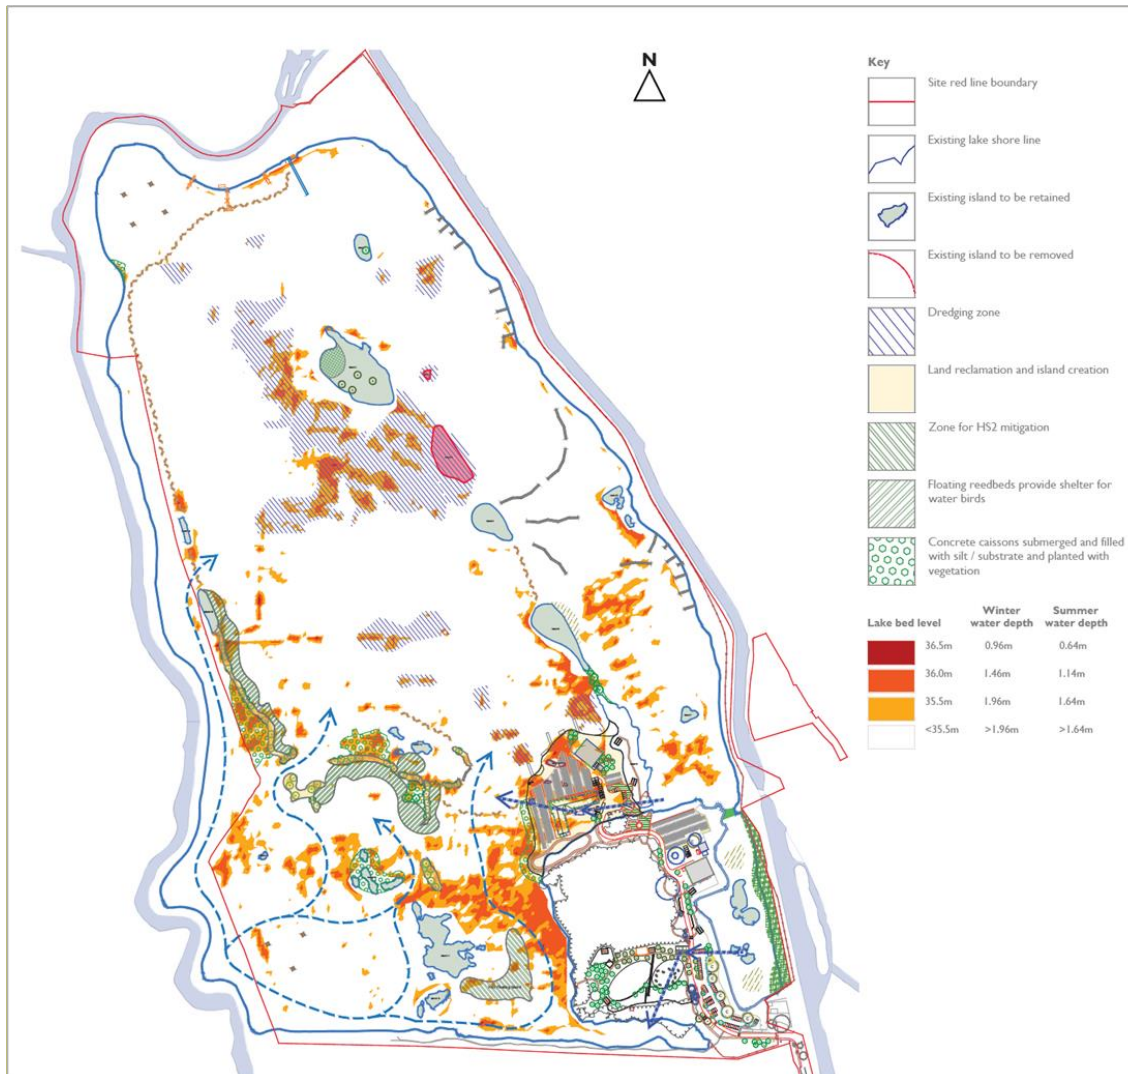 N
Key
Site red line boundary
Existing lake shore line
Existing island to be retained
Existing island to be removed
Dredging zone
Land reclamation and island creation
Zone for HS2 mitigation
Floating reedbeds provide shelter for
water birds
Concrete caissons submerged and filled
with silt / substrate and planted with
vegetation
Lake bed level Winter water depth Summer water depth
36.5m 0.96m 0.64m
36.0m 1.46m 1.14m
35.5m 1.96m 1.64m
<35.5m >1.96m >1.64m